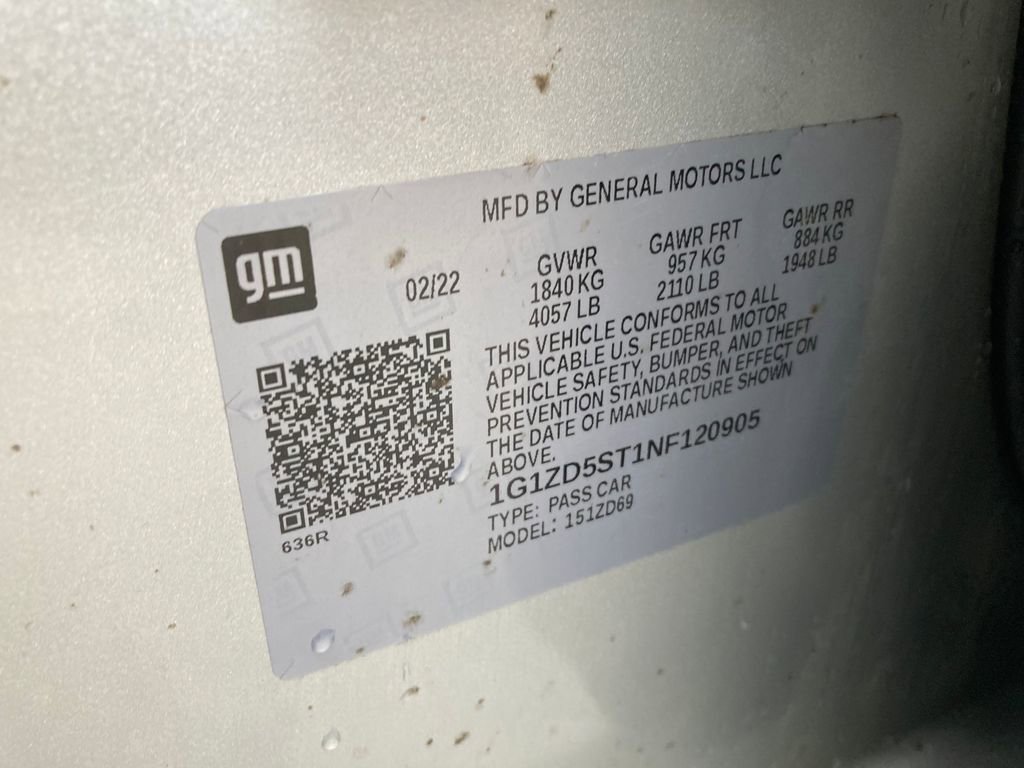 MFD BY GENERAL MOTORS LLC
gm
02/22
GVWR
1840 KG
4057 LB
GAWR FRT
957 KG
2110 LB
GAWR RR
884 KG
1948 LB
THIS VEHICLE CONFORMS TO ALL
APPLICABLE U.S. FEDERAL MOTOR
VEHICLE SAFETY, BUMPER, AND THEFT
PREVENTION STANDARDS IN EFFECT ON
THE DATE OF MANUFACTURE SHOWN
ABOVE.
1G1ZD5ST1NF120905
TYPE: PASS CAR
MODEL: 151ZD69
636R